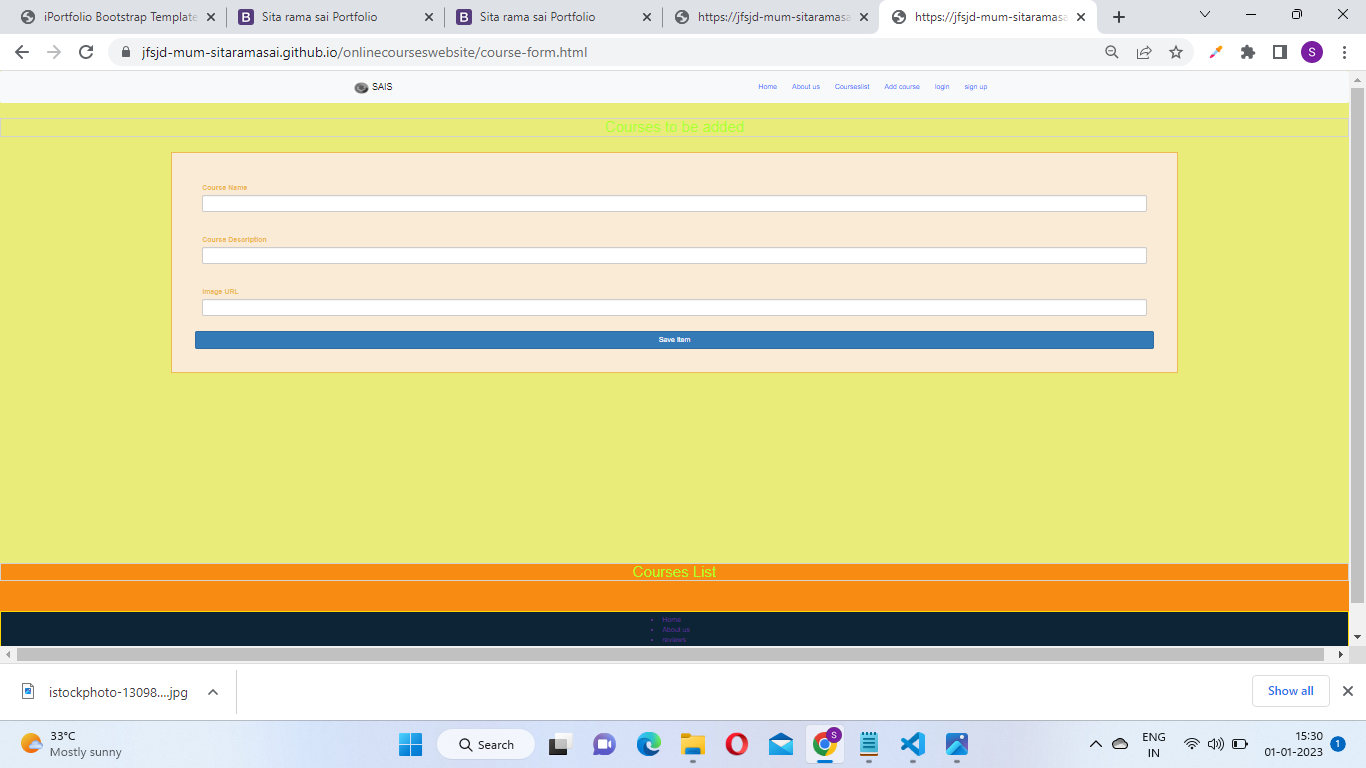 iPortfolio Bootstrap Template
Sita rama sai Portfolio
Sita rama sai Portfolio
https://jfsjd-mum-sitaramasa
https://jfsjd-mum-sitaramasa
jfsjd-mum-sitaramasai.github.io/onlinecourseswebsite/course-form.html
S
SAIS
Home About us Courseslist Add course login sign up
Courses to be added
Course Name
Course Description
Image URL
Save Item
Courses List
Home
About us
reviews
istockphoto-13098....jpg
Show all
33°C
Mostly sunny
Search
S
ENG
IN
15:30
01-01-2023
1